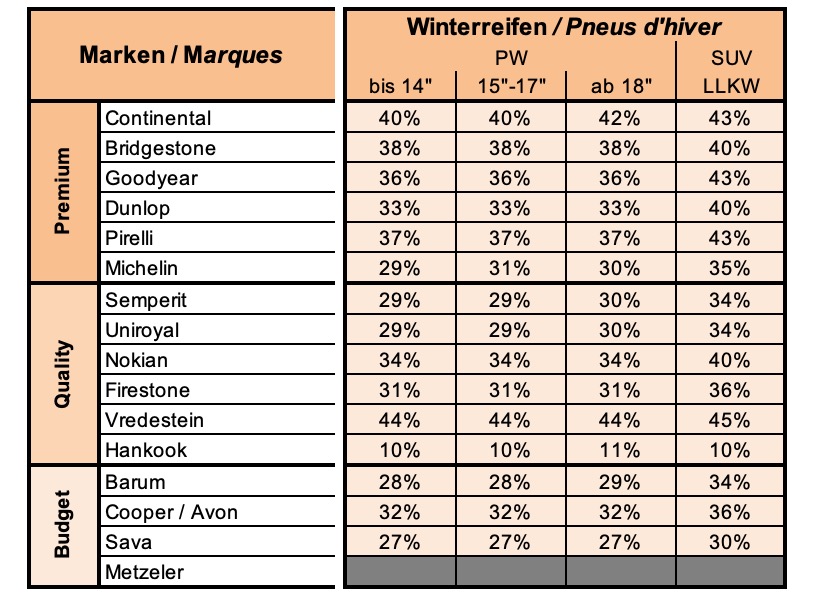 Marken / Marques
Winterreifen / Pneus d'hiver
PW SUV
bis 14" 15"-17" ab 18" LLKW
Premium
Continental 40% 40% 42% 43%
Bridgestone 38% 38% 38% 40%
Goodyear 36% 36% 36% 43%
Dunlop 33% 33% 33% 40%
Pirelli 37% 37% 37% 43%
Michelin 29% 31% 30% 35%
Quality
Semperit 29% 29% 30% 34%
Uniroyal 29% 29% 30% 34%
Nokian 34% 34% 34% 40%
Firestone 31% 31% 31% 36%
Vredestein 44% 44% 44% 45%
Hankook 10% 10% 11% 10%
Budget
Barum 28% 28% 29% 34%
Cooper / Avon 32% 32% 32% 36%
Sava 27% 27% 27% 30%
Metzeler